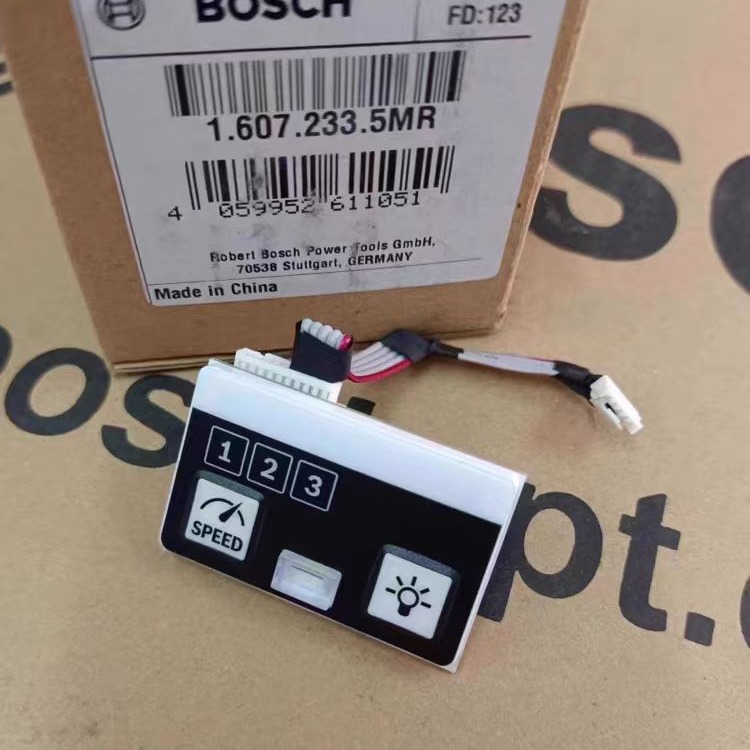 BOSCH
FD:123
1.607.233.5MR
4 059952 611051
Robert Bosch Power Tools GmbH,
70538 Stuttgart, GERMANY
Made in China
1 2 3
SPEED
pt.